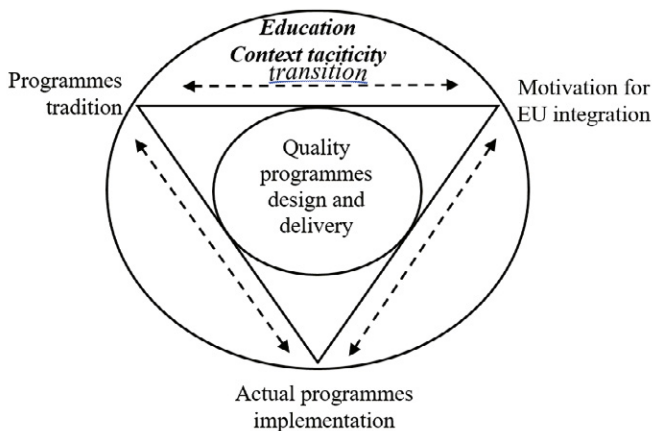 Education
Context taciticity
transition
Programmes
tradition
Motivation for
EU integration
Quality
programmes
design and
delivery
Actual programmes
implementation